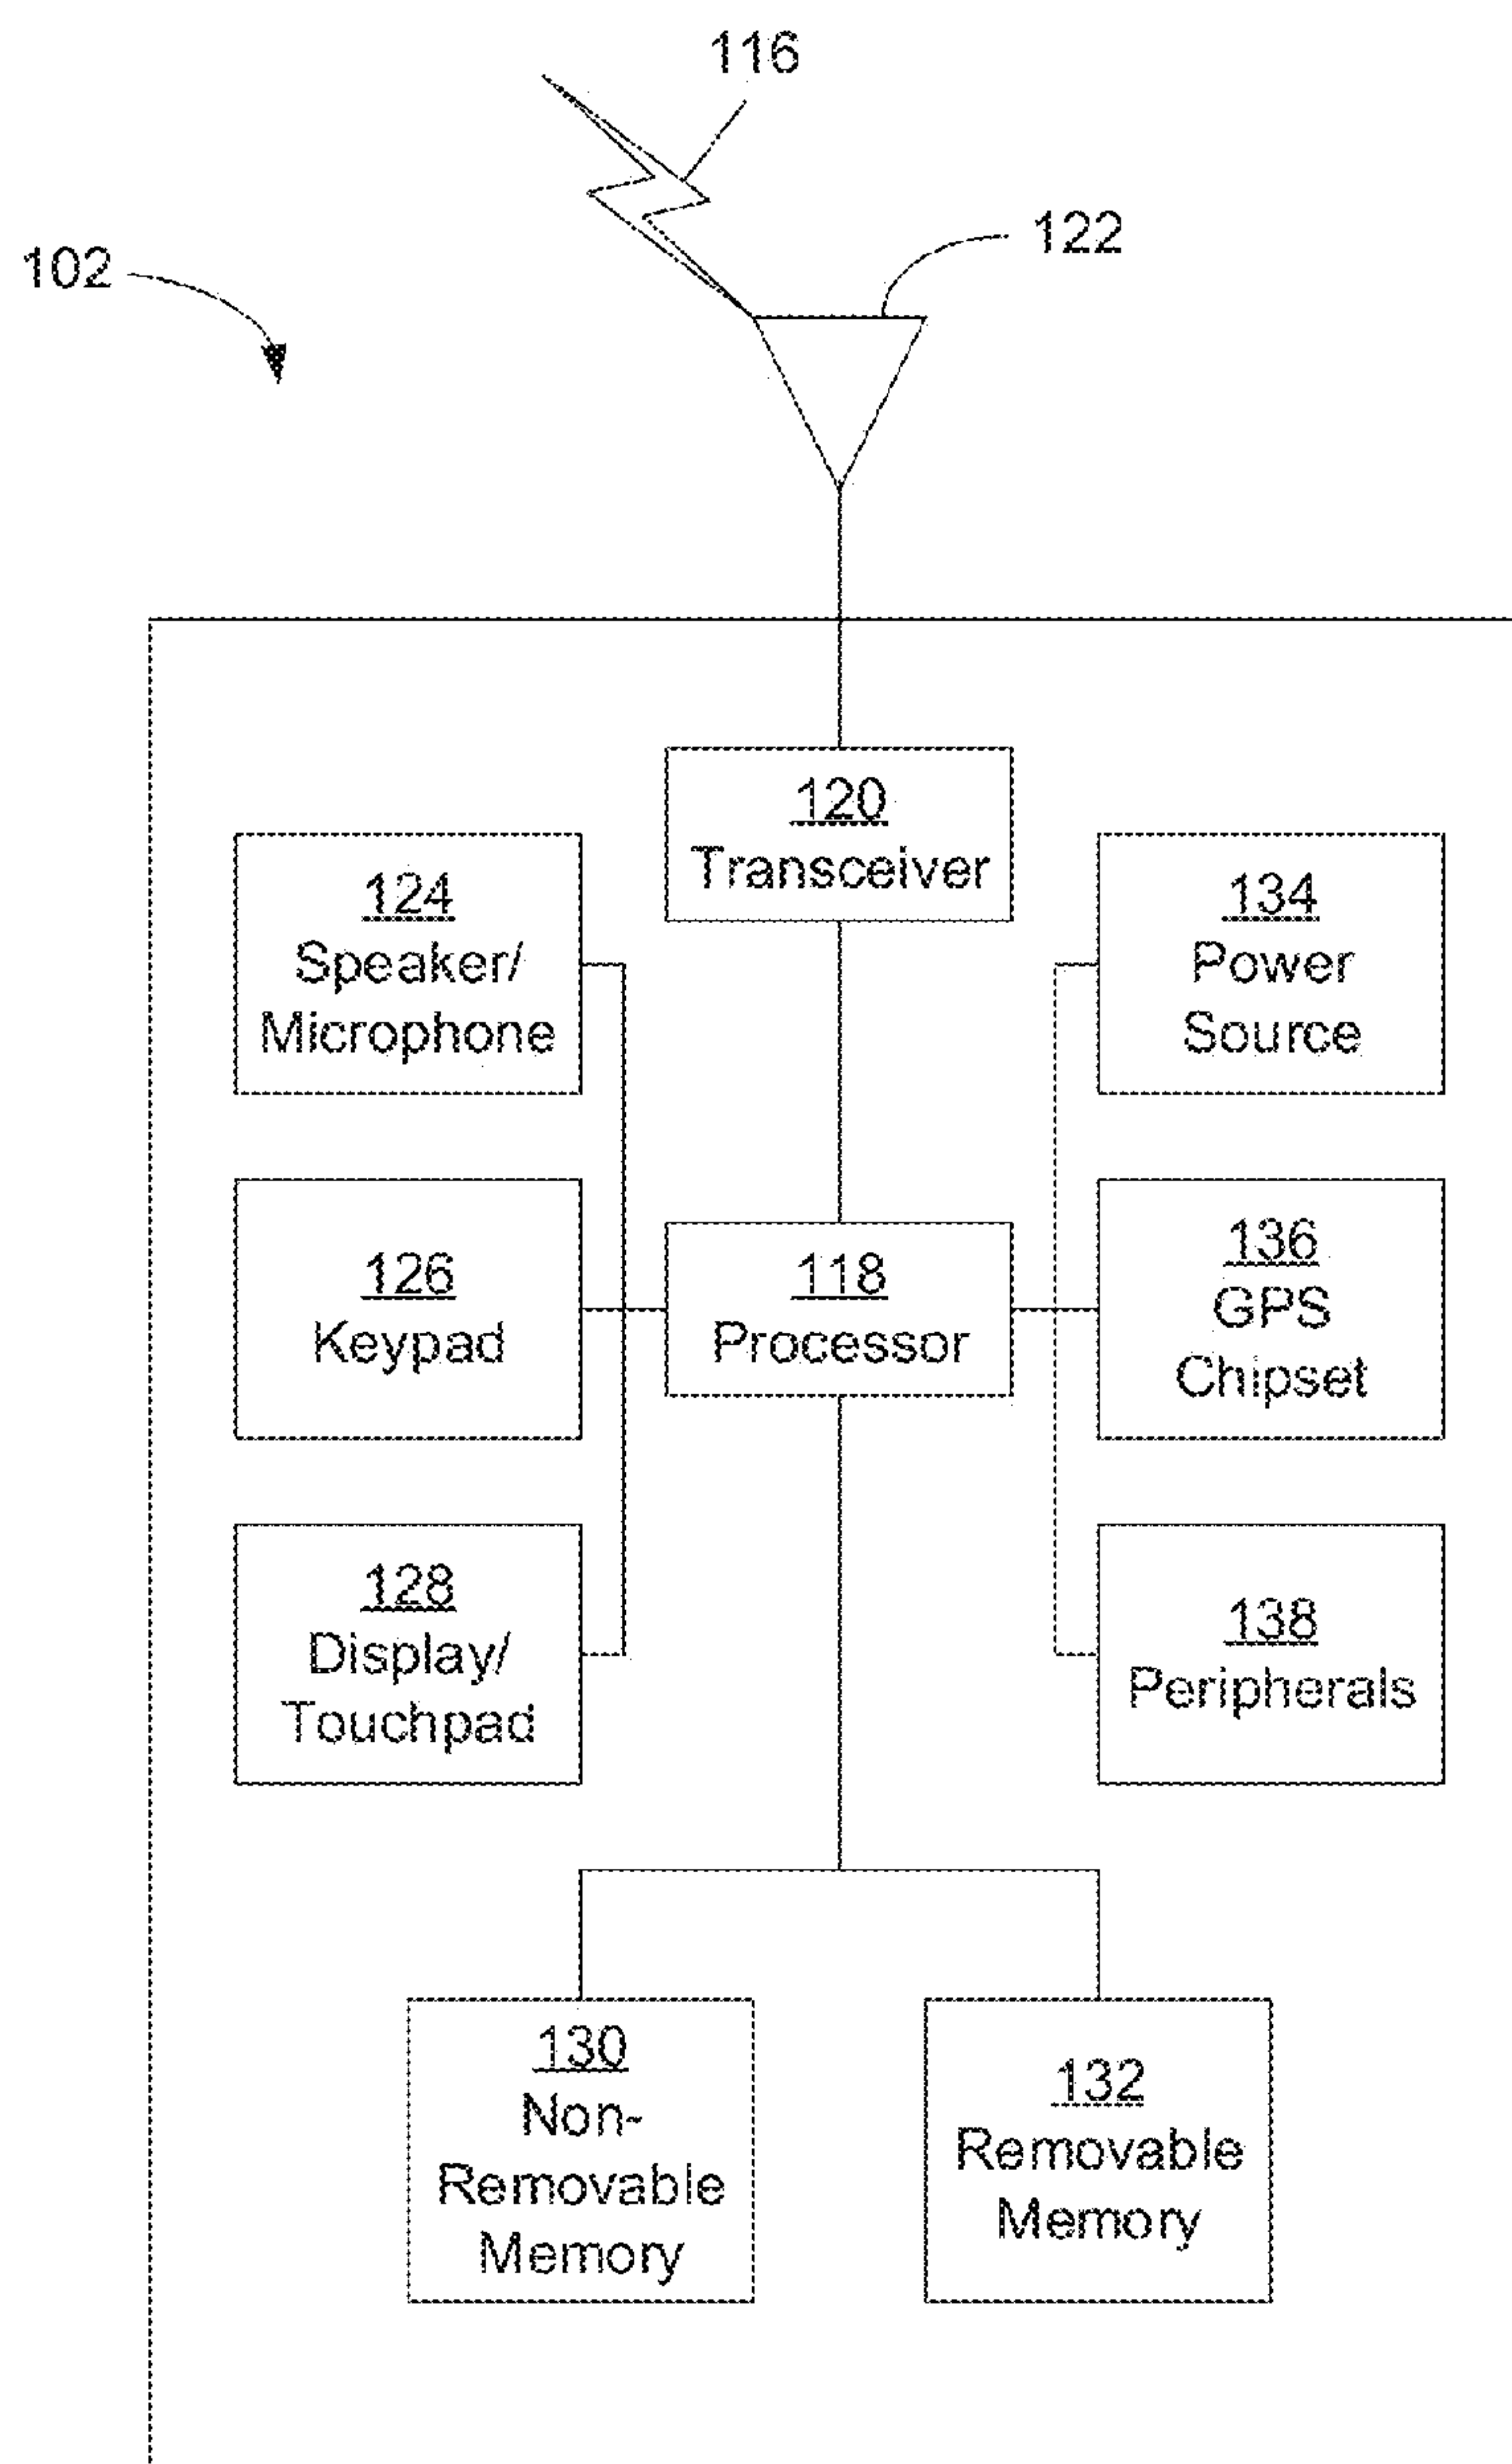 116
122
102
120
Transceiver
124
Speaker/
Microphone
134
Power
Source
126
Keypad
118
Processor
136
GPS
Chipset
128
Display/
Touchpad
138
Peripherals
130
Non-
Removable
Memory
132
Removable
Memory